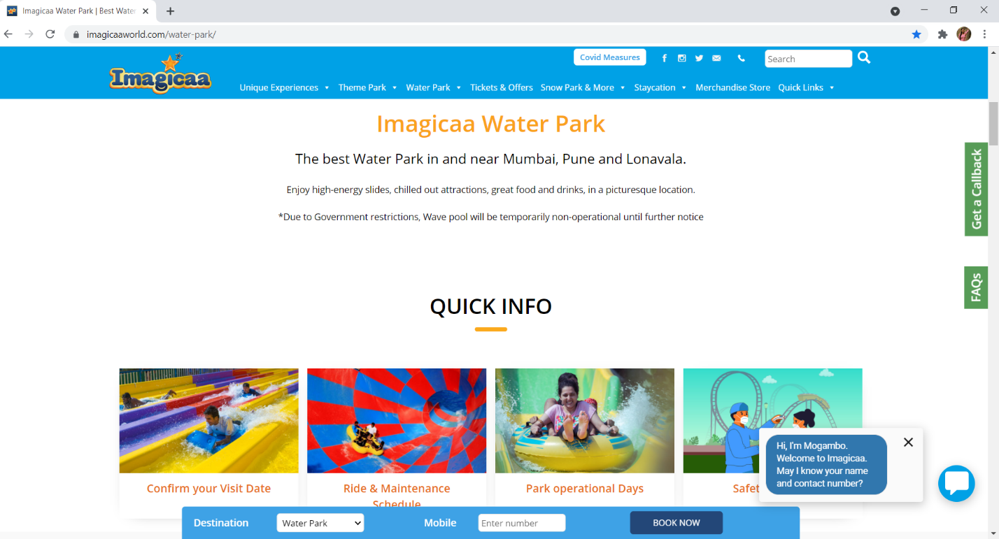 Imagicaa Water Park | Best Water
imagicaaworld.com/water-park/
Covid Measures
Search
Imagicaa
Unique Experiences Theme Park Water Park Tickets & Offers Snow Park & More Staycation Merchandise Store Quick Links
Imagicaa Water Park
The best Water Park in and near Mumbai, Pune and Lonavala.
Enjoy high-energy slides, chilled out attractions, great food and drinks, in a picturesque location.
*Due to Government restrictions, Wave pool will be temporarily non-operational until further notice
Get a Callback
FAQs
QUICK INFO
Confirm your Visit Date
Ride & Maintenance
Schedule
Park operational Days
Safet
Hi, I'm Mogambo.
Welcome to Imagicaa.
May I know your name
and contact number?
Destination Water Park Mobile Enter number BOOK NOW